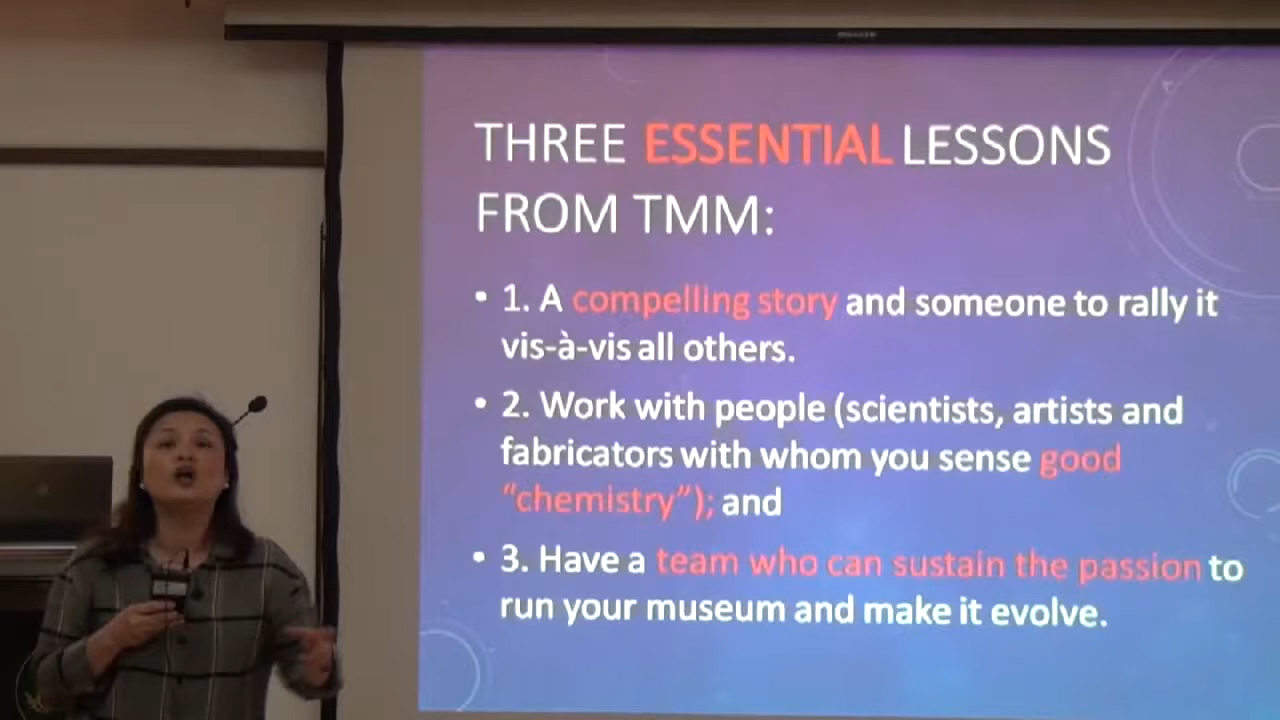 THREE ESSENTIAL LESSONS
FROM TMM:
• 1. A compelling story and someone to rally it
vis-à-vis all others.
• 2. Work with people (scientists, artists and
fabricators with whom you sense good
“chemistry”); and
• 3. Have a team who can sustain the passion to
run your museum and make it evolve.